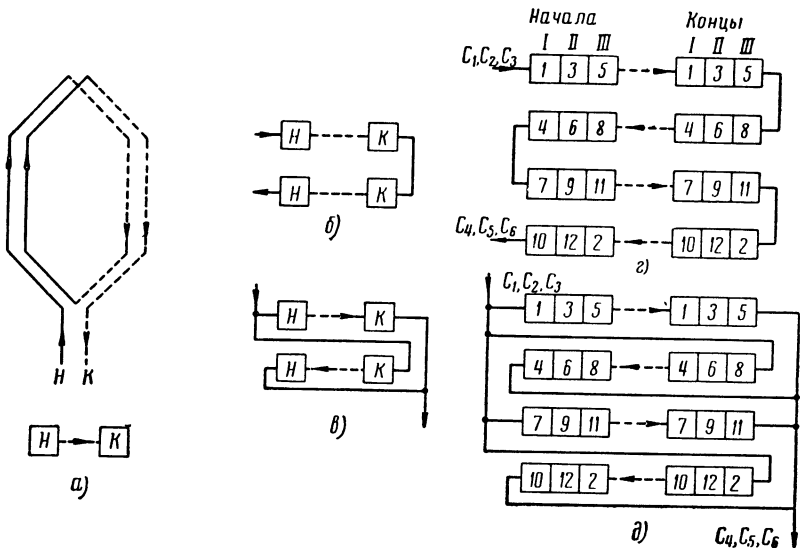 Н К
Н К
а)
Н К
Н К
б)
Н К
Н К
в)
Начала Концы
I II III I II III
C₁,C₂,C₃ 1 3 5 1 3 5
4 6 8 4 6 8
7 9 11 7 9 11
C₄,C₅,C₆ 10 12 2 10 12 2
г)
C₁,C₂,C₃
1 3 5 1 3 5
4 6 8 4 6 8
7 9 11 7 9 11
10 12 2 10 12 2
д)
C₄,C₅,C₆